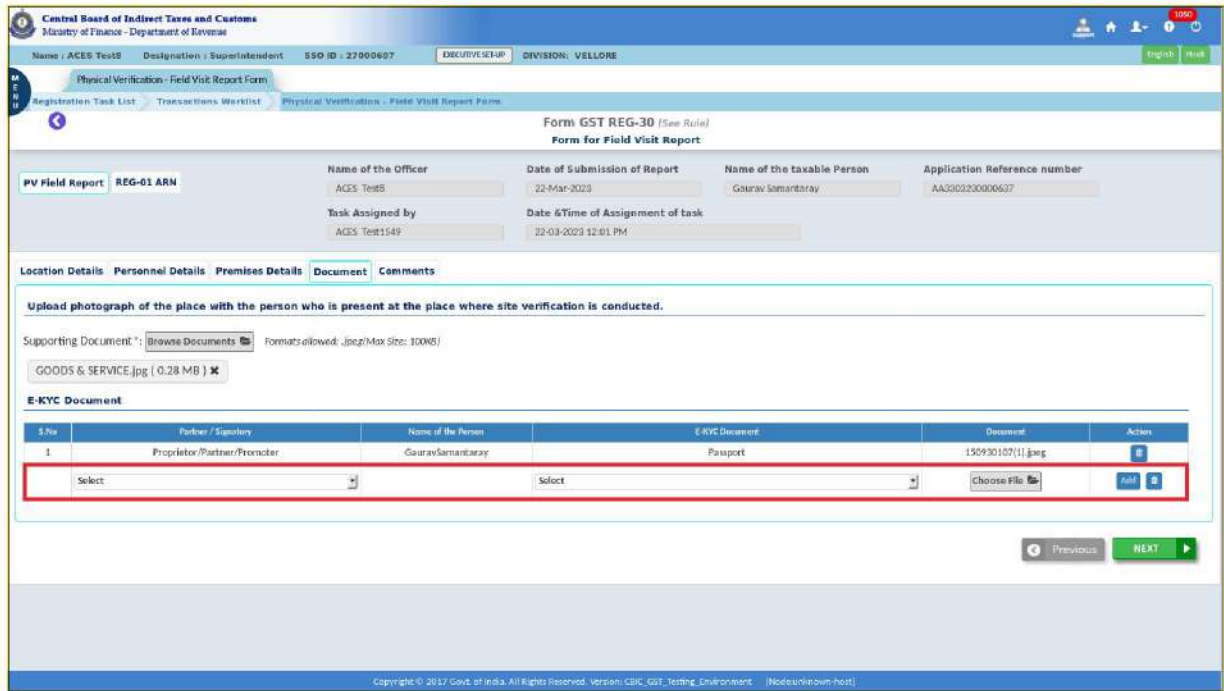 Central Board of Indirect Taxes and Customs
Ministry of Finance - Department of Revenue
1050
Name : ACES Test8 Designation : Superintendent SSO ID : 27000607 EXECUTIVE SET-UP DIVISION: VELLORE English Hindi
MENU
Physical Verification - Field Visit Report Form
Registration Task List Transactions Worklist Physical Verification - Field Visit Report Form
Form GST REG-30 (See Rule)
Form for Field Visit Report
PV Field Report REG-01 ARN
Name of the Officer Date of Submission of Report Name of the taxable Person Application Reference number
ACES Test8 22-Mar-2023 Gaurav Samantaray AA3303230000637
Task Assigned by Date &Time of Assignment of task
ACES Test1549 22-03-2023 12:01 PM
Location Details Personnel Details Premises Details Document Comments
Upload photograph of the place with the person who is present at the place where site verification is conducted.
Supporting Document *: Browse Documents Formats allowed: .jpeg(Max Size: 100KB)
GOODS & SERVICE.jpg ( 0.28 MB ) ✖
E-KYC Document
S.No Partner / Signatory Name of the Person E-KYC Document Document Action
1 Proprietor/Partner/Promoter GauravSamantaray Passport 150930107(1).jpeg
Select Select Choose File Add
Previous NEXT
Copyright © 2017 Govt. of India. All Rights Reserved. Version: CBIC_GST_Testing_Environment [Node:unknown-host]